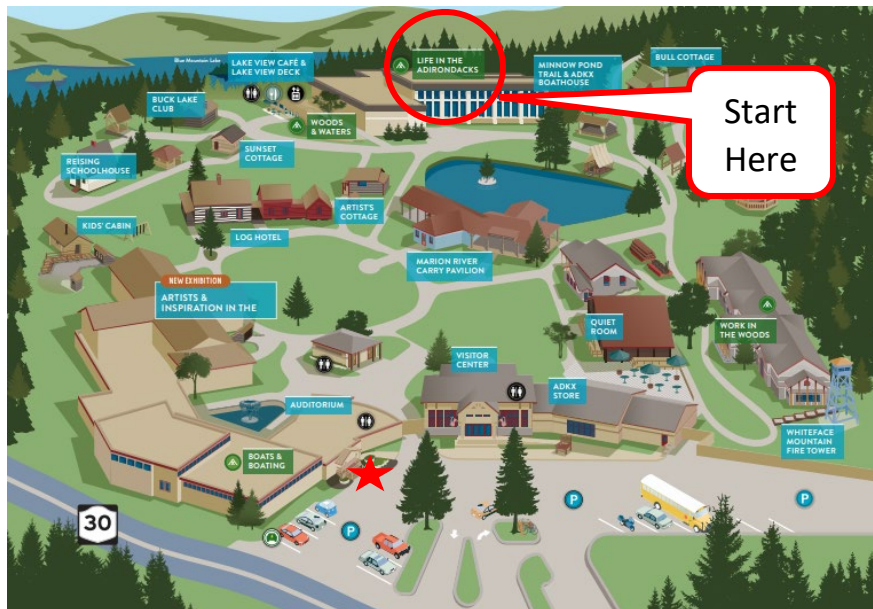 Blue Mountain Lake
LAKE VIEW CAFÉ &
LAKE VIEW DECK
LIFE IN THE
ADIRONDACKS
MINNOW POND
TRAIL & ADKX
BOATHOUSE
BULL COTTAGE
Start
Here
BUCK LAKE
CLUB
WOODS
& WATERS
SUNSET
COTTAGE
REISING
SCHOOLHOUSE
ARTIST'S
COTTAGE
KIDS' CABIN
LOG HOTEL
MARION RIVER
CARRY PAVILION
NEW EXHIBITION
ARTISTS &
INSPIRATION IN THE
QUIET
ROOM
WORK IN
THE WOODS
VISITOR
CENTER
ADKX
STORE
AUDITORIUM
WHITEFACE
MOUNTAIN
FIRE TOWER
BOATS &
BOATING
30
P
P
P